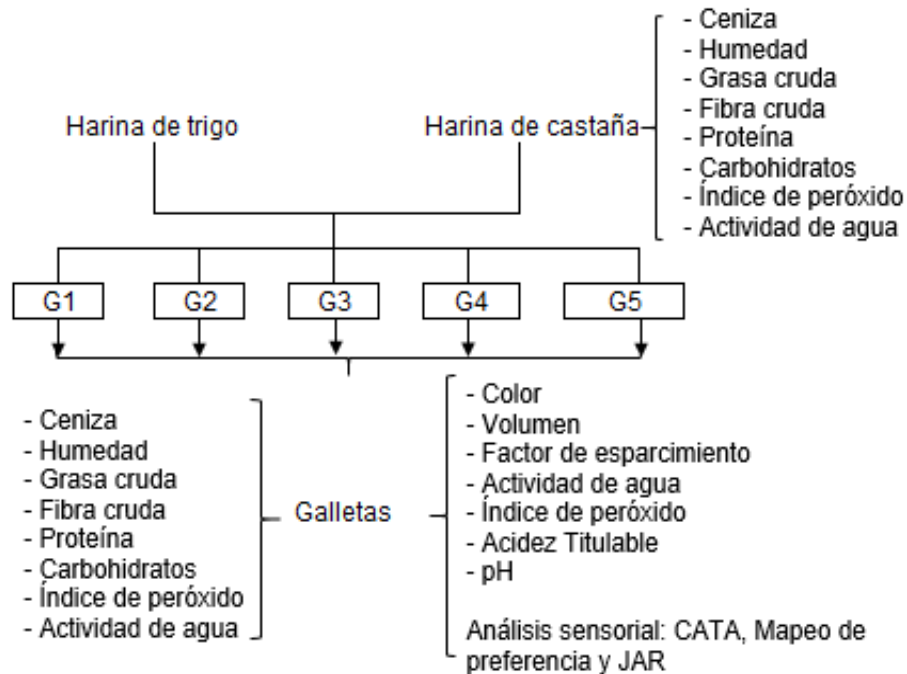 Harina de trigo
Harina de castaña
- Ceniza
- Humedad
- Grasa cruda
- Fibra cruda
- Proteína
- Carbohidratos
- Índice de peróxido
- Actividad de agua
G1
G2
G3
G4
G5
- Ceniza
- Humedad
- Grasa cruda
- Fibra cruda
- Proteína
- Carbohidratos
- Índice de peróxido
- Actividad de agua
Galletas
- Color
- Volumen
- Factor de esparcimiento
- Actividad de agua
- Índice de peróxido
- Acidez Titulable
- pH
Análisis sensorial: CATA, Mapeo de
preferencia y JAR